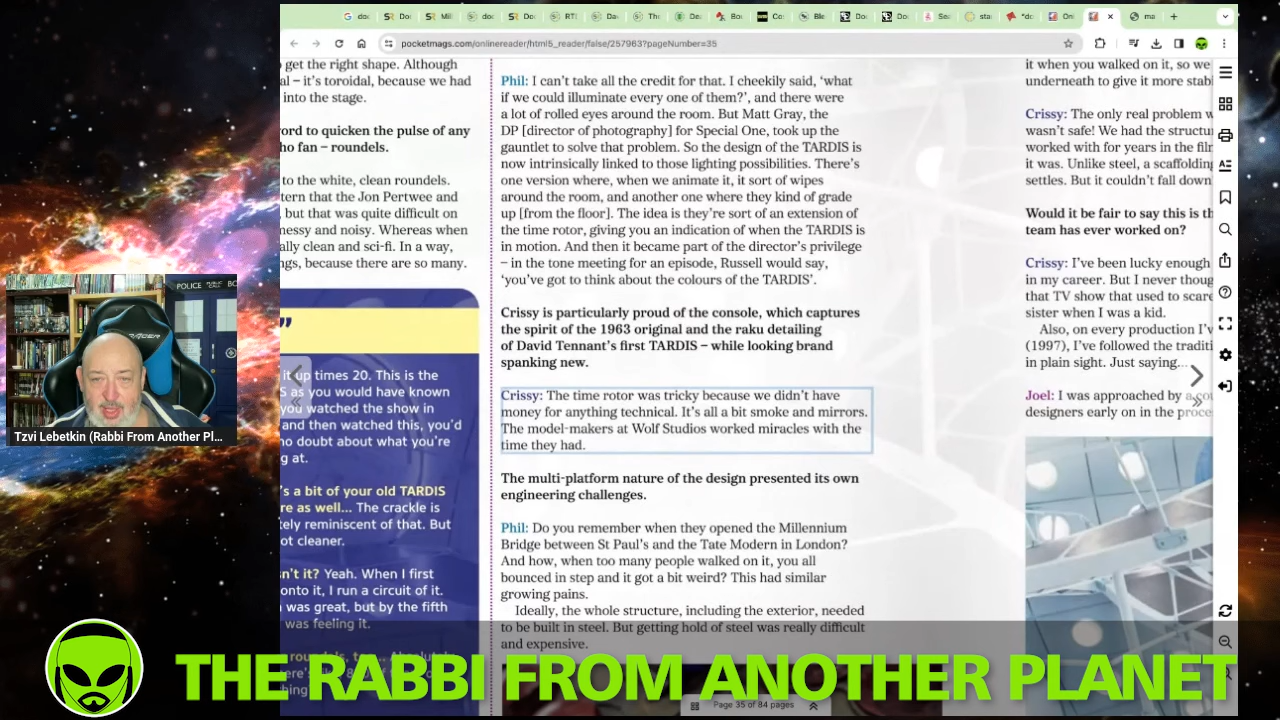 doc
Do
Mil
doc
Do
RT
Da
Th
De
Bo
Co
Ble
Do
Do
Se
sta
"do
On
ma
pocketmags.com/onlinereader/html5_reader/false/257963?pageNumber=35
get the right shape. Although
al – it's toroidal, because we had
into the stage.
ord to quicken the pulse of any
ho fan – roundels.
to the white, clean roundels.
tern that the Jon Pertwee and
, but that was quite difficult on
messy and noisy. Whereas when
ally clean and sci-fi. In a way,
ngs, because there are so many.
"
it up times 20. This is the
S as you would have known
you watched the show in
and then watched this, you'd
no doubt about what you're
g at.
's a bit of your old TARDIS
re as well... The crackle is
tely reminiscent of that. But
ot cleaner.
sn't it? Yeah. When I first
onto it, I run a circuit of it.
was great, but by the fifth
was feeling it.
Phil: I can't take all the credit for that. I cheekily said, 'what
if we could illuminate every one of them?', and there were
a lot of rolled eyes around the room. But Matt Gray, the
DP [director of photography] for Special One, took up the
gauntlet to solve that problem. So the design of the TARDIS is
now intrinsically linked to those lighting possibilities. There's
one version where, when we animate it, it sort of wipes
around the room, and another one where they kind of grade
up [from the floor]. The idea is they're sort of an extension of
the time rotor, giving you an indication of when the TARDIS is
in motion. And then it became part of the director's privilege
– in the tone meeting for an episode, Russell would say,
'you've got to think about the colours of the TARDIS'.
Crissy is particularly proud of the console, which captures
the spirit of the 1963 original and the raku detailing
of David Tennant's first TARDIS – while looking brand
spanking new.
Crissy: The time rotor was tricky because we didn't have
money for anything technical. It's all a bit smoke and mirrors.
The model-makers at Wolf Studios worked miracles with the
time they had.
The multi-platform nature of the design presented its own
engineering challenges.
Phil: Do you remember when they opened the Millennium
Bridge between St Paul's and the Tate Modern in London?
And how, when too many people walked on it, you all
bounced in step and it got a bit weird? This had similar
growing pains.
Ideally, the whole structure, including the exterior, needed
to be built in steel. But getting hold of steel was really difficult
and expensive.
it when you walked on it, so we
underneath to give it more stabi
Crissy: The only real problem w
wasn't safe! We had the structu
worked with for years in the film
it was. Unlike steel, a scaffolding
settles. But it couldn't fall down
Would it be fair to say this is th
team has ever worked on?
Crissy: I've been lucky enough
in my career. But I never thoug
that TV show that used to scare
sister when I was a kid.
Also, on every production I'v
(1997), I've followed the traditi
in plain sight. Just saying...
Joel: I was approached by a cou
designers early on in the proce
Page 35 of 84 pages
POLICE
BO
Tzvi Lebetkin (Rabbi From Another Pl...
THE RABBI FROM ANOTHER PLANET